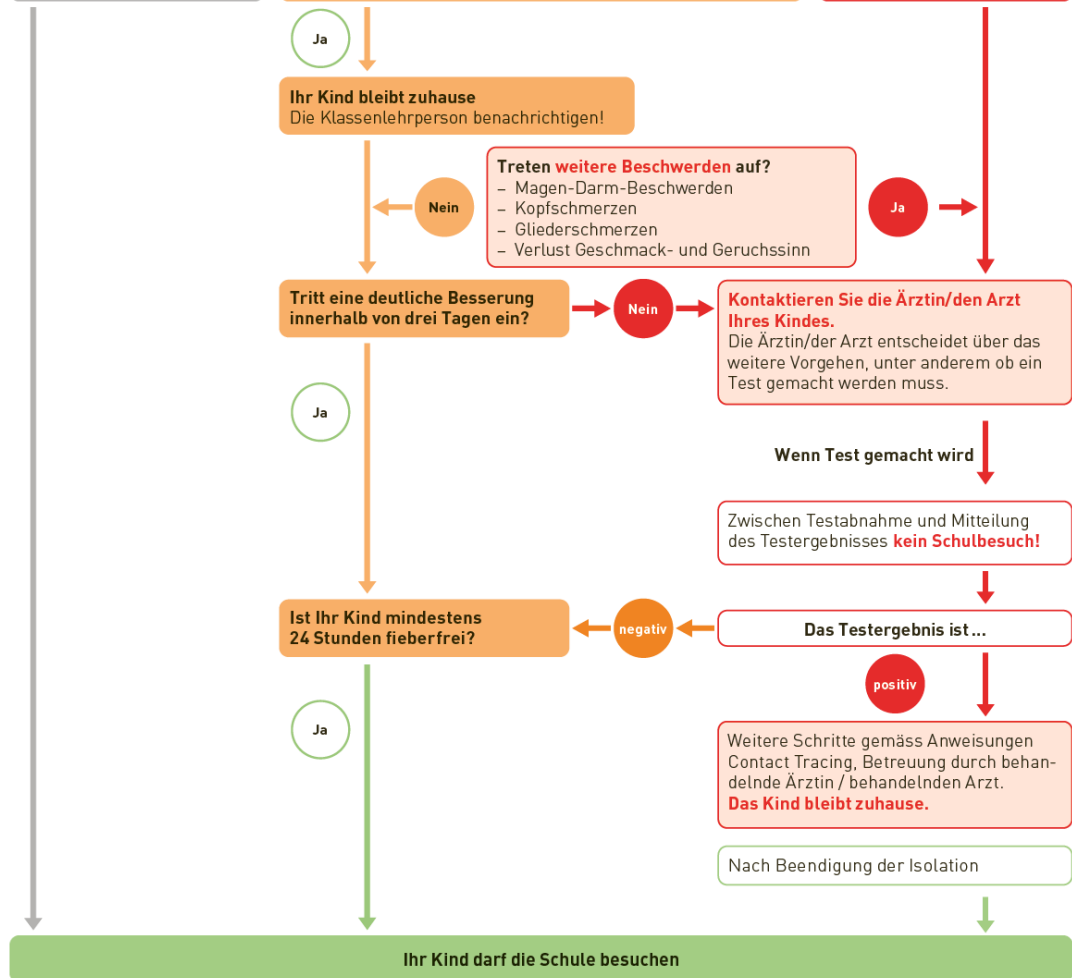 Ja
Ihr Kind bleibt zuhause
Die Klassenlehrperson benachrichtigen!
Treten weitere Beschwerden auf?
– Magen-Darm-Beschwerden
– Kopfschmerzen
– Gliederschmerzen
– Verlust Geschmack- und Geruchssinn
Nein
Ja
Tritt eine deutliche Besserung
innerhalb von drei Tagen ein?
Nein
Kontaktieren Sie die Ärztin/den Arzt
Ihres Kindes.
Die Ärztin/der Arzt entscheidet über das
weitere Vorgehen, unter anderem ob ein
Test gemacht werden muss.
Ja
Wenn Test gemacht wird
Zwischen Testabnahme und Mitteilung
des Testergebnisses kein Schulbesuch!
Ist Ihr Kind mindestens
24 Stunden fieberfrei?
negativ
Das Testergebnis ist ...
positiv
Ja
Weitere Schritte gemäss Anweisungen
Contact Tracing, Betreuung durch behan-
delnde Ärztin / behandelnden Arzt.
Das Kind bleibt zuhause.
Nach Beendigung der Isolation
Ihr Kind darf die Schule besuchen